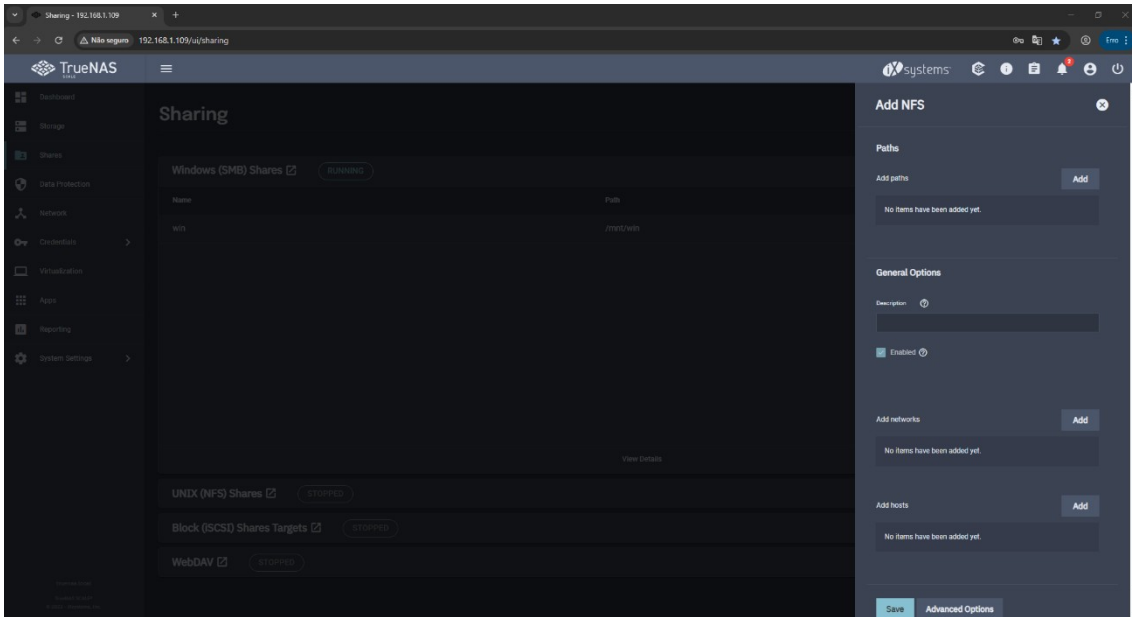 Sharing - 192.168.1.109
Não seguro 192.168.1.109/ui/sharing
Erro
TrueNAS
SCALE
iXsystems
Dashboard
Storage
Shares
Data Protection
Network
Credentials
Virtualization
Apps
Reporting
System Settings
Sharing
Windows (SMB) Shares RUNNING
Name Path
win /mnt/win
View Details
UNIX (NFS) Shares STOPPED
Block (iSCSI) Shares Targets STOPPED
WebDAV STOPPED
Add NFS
Paths
Add paths Add
No items have been added yet.
General Options
Description
Enabled
Add networks Add
No items have been added yet.
Add hosts Add
No items have been added yet.
Save Advanced Options